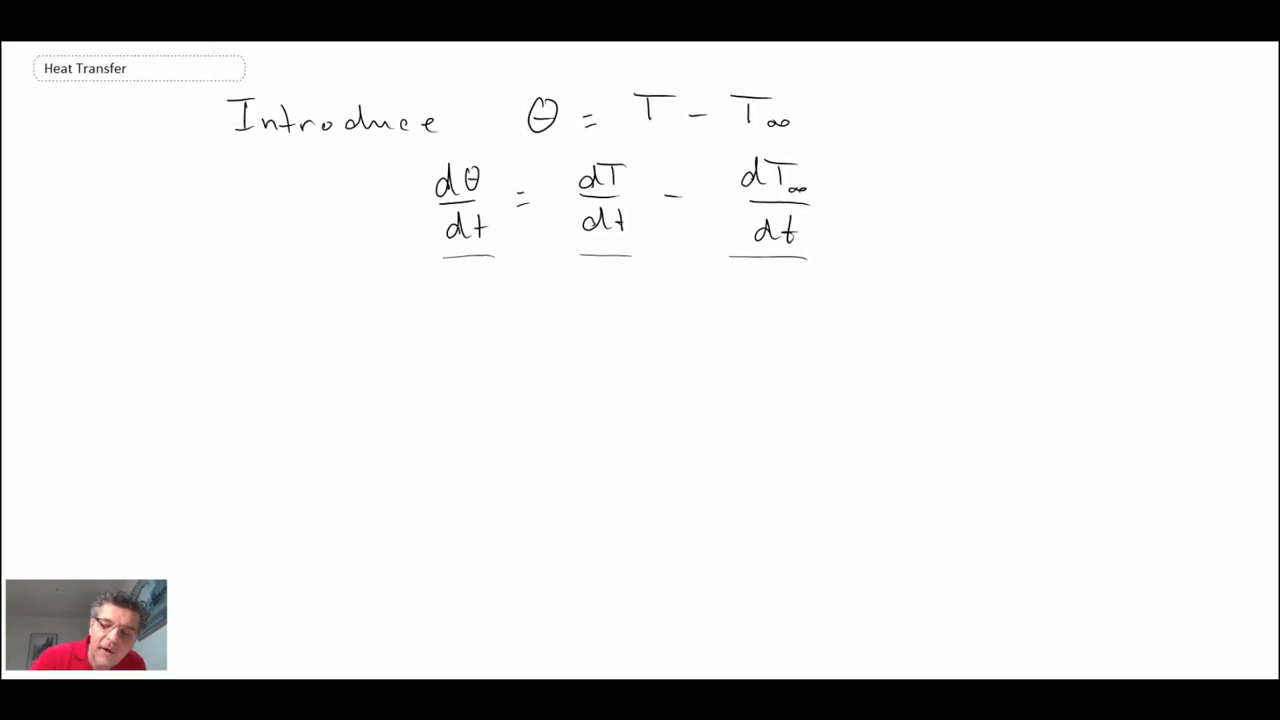 Heat Transfer
Introduce θ = T - T∞
dθ/dt = dT/dt - dT∞/dt